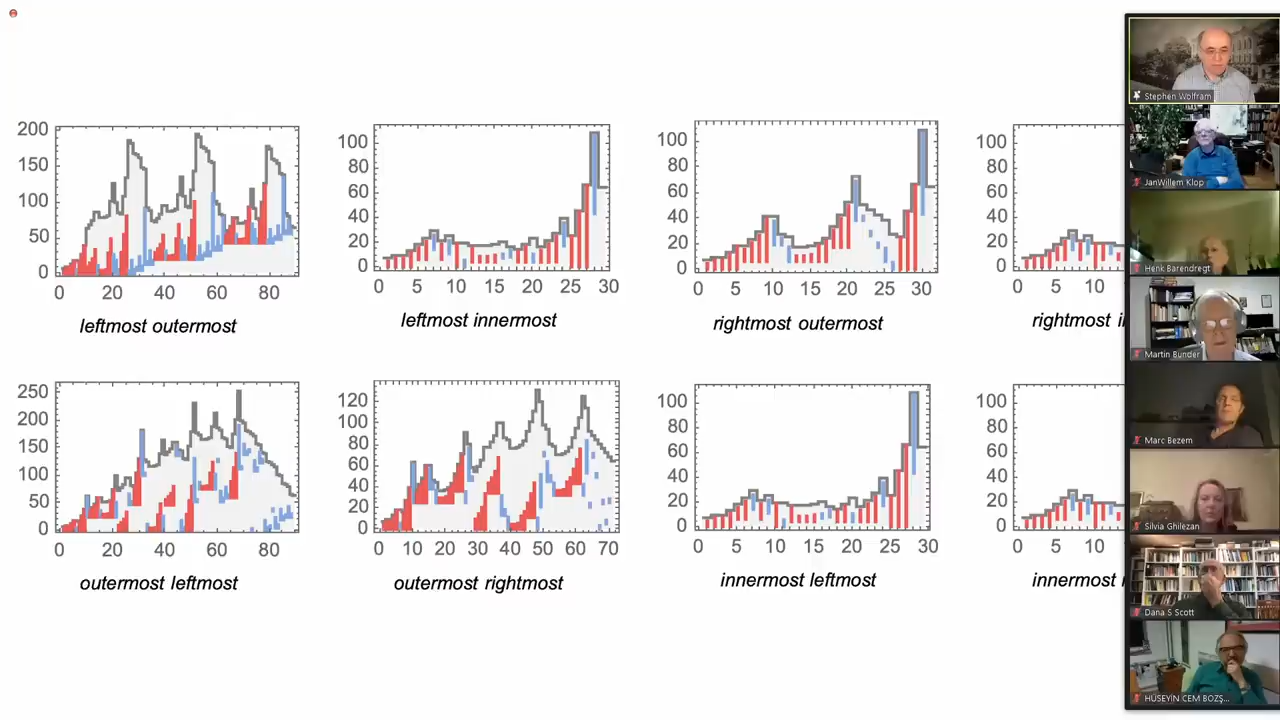 200
150
100
50
0
0 20 40 60 80
leftmost outermost
100
80
60
40
20
0
0 5 10 15 20 25 30
leftmost innermost
100
80
60
40
20
0
0 5 10 15 20 25 30
rightmost outermost
100
80
60
40
20
0
0 5 10
rightmost i
250
200
150
100
50
0
0 20 40 60 80
outermost leftmost
120
100
80
60
40
20
0
0 10 20 30 40 50 60 70
outermost rightmost
100
80
60
40
20
0
0 5 10 15 20 25 30
innermost leftmost
100
80
60
40
20
0
0 5 10
innermost
Stephen Wolfram
JanWillem Klop
Henk Barendregt
Martin Bunder
Marc Bezem
Silvia Ghilezan
Dana S Scott
HÜSEYİN CEM BOZŞ...